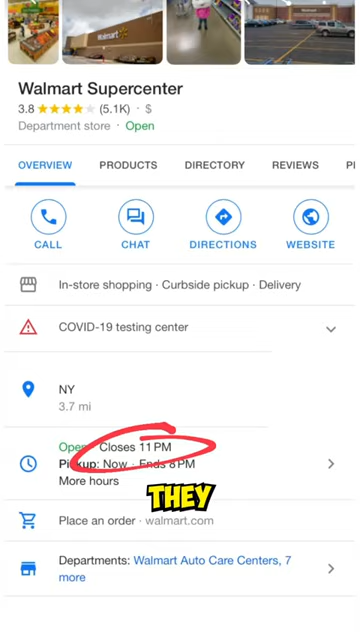 Walmart
Walmart Supercenter
3.8 (5.1K) · $
Department store · Open
OVERVIEW PRODUCTS DIRECTORY REVIEWS
CALL CHAT DIRECTIONS WEBSITE
In-store shopping · Curbside pickup · Delivery
COVID-19 testing center
NY
3.7 mi
Open · Closes 11 PM
Pickup: Now · Ends 8 PM
More hours
THEY
Place an order · walmart.com
Departments: Walmart Auto Care Centers, 7
more